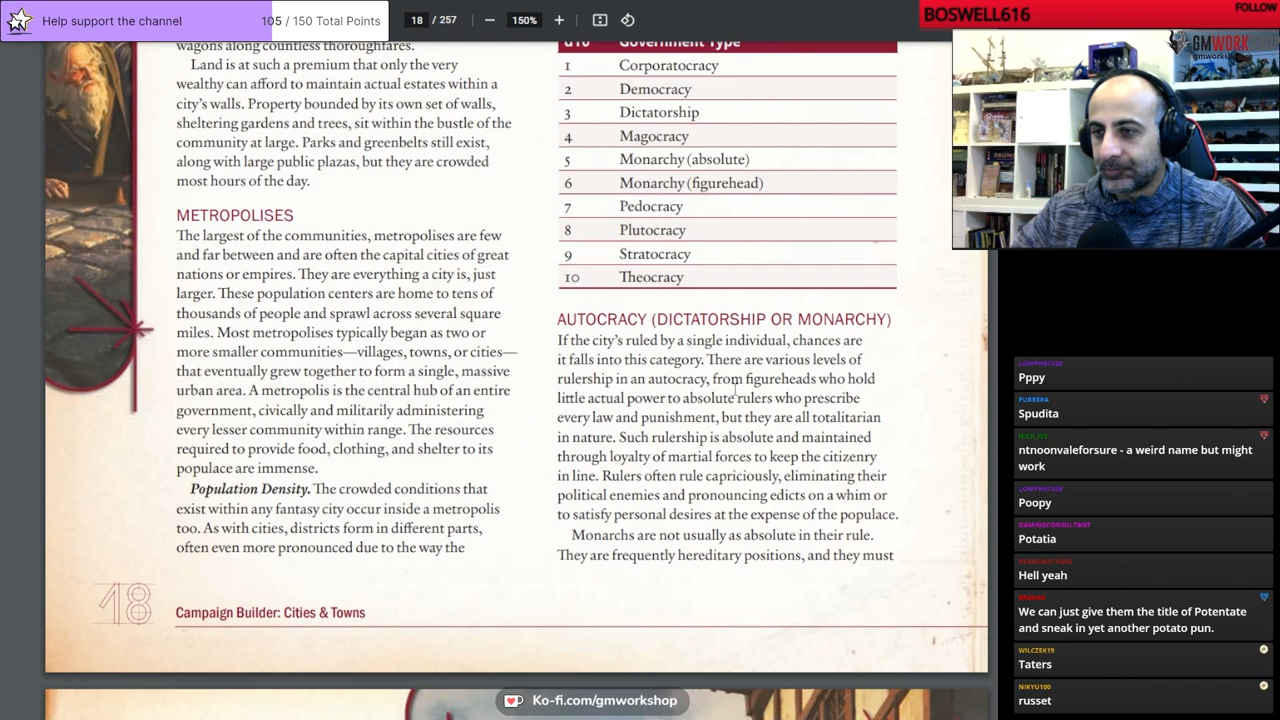 Help support the channel
105 / 150 Total Points
18 / 257
150%
BOSWELL616
FOLLOW
GMWORK
wagons along countless thoroughfares.
Land is at such a premium that only the very
wealthy can afford to maintain actual estates within a
city's walls. Property bounded by its own set of walls,
sheltering gardens and trees, sit within the bustle of the
community at large. Parks and greenbelts still exist,
along with large public plazas, but they are crowded
most hours of the day.
METROPOLISES
The largest of the communities, metropolises are few
and far between and are often the capital cities of great
nations or empires. They are everything a city is, just
larger. These population centers are home to tens of
thousands of people and sprawl across several square
miles. Most metropolises typically began as two or
more smaller communities—villages, towns, or cities—
that eventually grew together to form a single, massive
urban area. A metropolis is the central hub of an entire
government, civically and militarily administering
every lesser community within range. The resources
required to provide food, clothing, and shelter to its
populace are immense.
Population Density. The crowded conditions that
exist within any fantasy city occur inside a metropolis
too. As with cities, districts form in different parts,
often even more pronounced due to the way the
d10 Government Type
1 Corporatocracy
2 Democracy
3 Dictatorship
4 Magocracy
5 Monarchy (absolute)
6 Monarchy (figurehead)
7 Pedocracy
8 Plutocracy
9 Stratocracy
10 Theocracy
AUTOCRACY (DICTATORSHIP OR MONARCHY)
If the city's ruled by a single individual, chances are
it falls into this category. There are various levels of
rulership in an autocracy, from figureheads who hold
little actual power to absolute rulers who prescribe
every law and punishment, but they are all totalitarian
in nature. Such rulership is absolute and maintained
through loyalty of martial forces to keep the citizenry
in line. Rulers often rule capriciously, eliminating their
political enemies and pronouncing edicts on a whim or
to satisfy personal desires at the expense of the populace.
Monarchs are not usually as absolute in their rule.
They are frequently hereditary positions, and they must
18
Campaign Builder: Cities & Towns
Ko-fi.com/gmworkshop
LOWPHAT420
Pppy
PURRERA
Spudita
ntnoonvaleforsure - a weird name but might
work
LOWPHAT420
Poopy
GAMINGCONSULTANT
Potatia
Hell yeah
We can just give them the title of Potentate
and sneak in yet another potato pun.
WILCZEK19
Taters
NIKYU100
russet